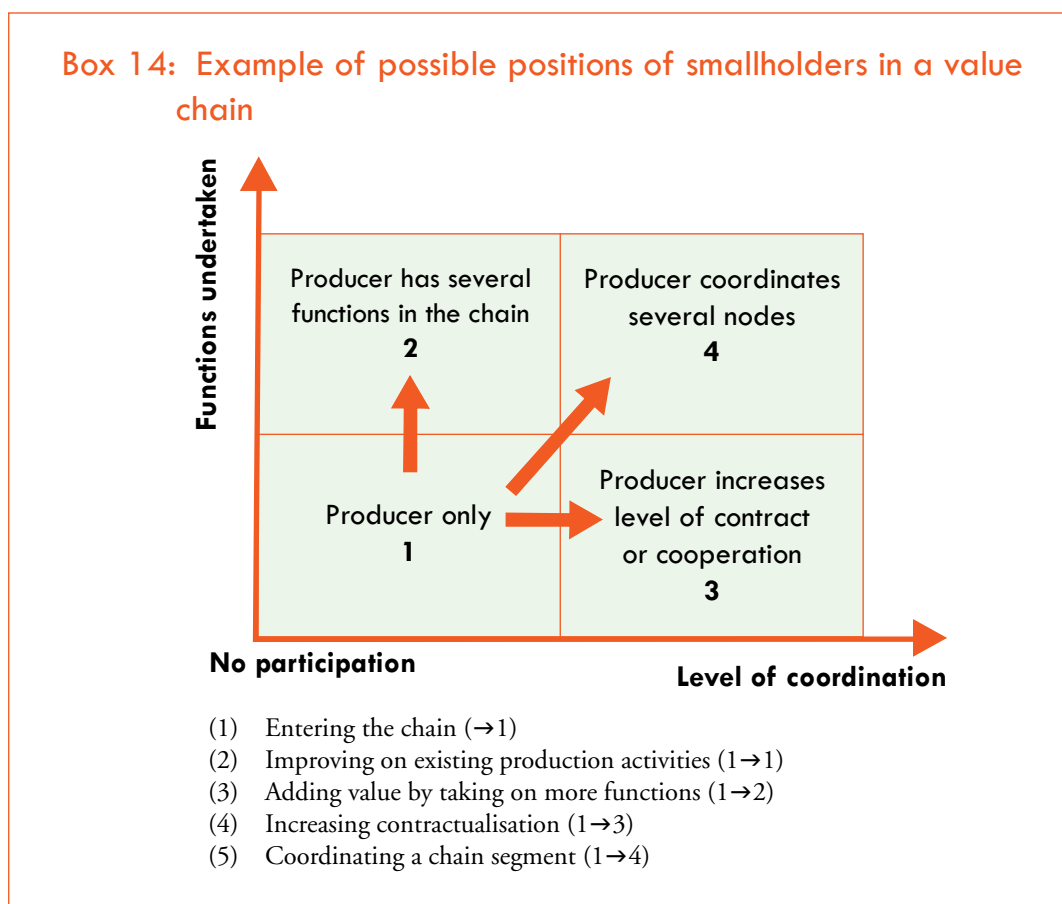 Box 14: Example of possible positions of smallholders in a value
chain
Functions undertaken
Producer has several
functions in the chain
2
Producer coordinates
several nodes
4
Producer only
1
Producer increases
level of contract
or cooperation
3
No participation
Level of coordination
(1) Entering the chain (→1)
(2) Improving on existing production activities (1→1)
(3) Adding value by taking on more functions (1→2)
(4) Increasing contractualisation (1→3)
(5) Coordinating a chain segment (1→4)